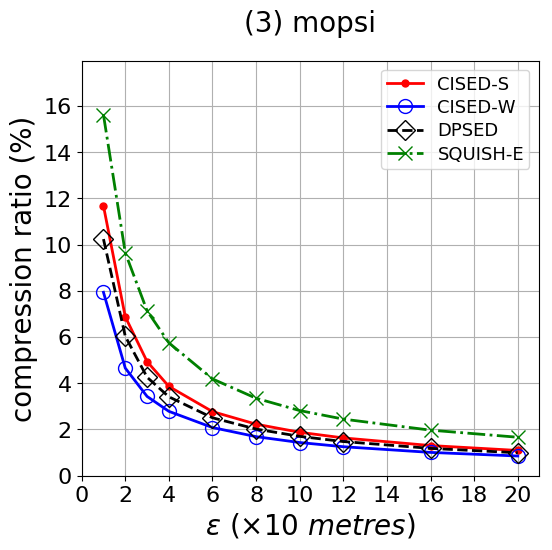 (3) mopsi
CISED-S
CISED-W
DPSED
SQUISH-E
compression ratio (%)
16
14
12
10
8
6
4
2
0
0 2 4 6 8 10 12 14 16 18 20
ε (×10 metres)